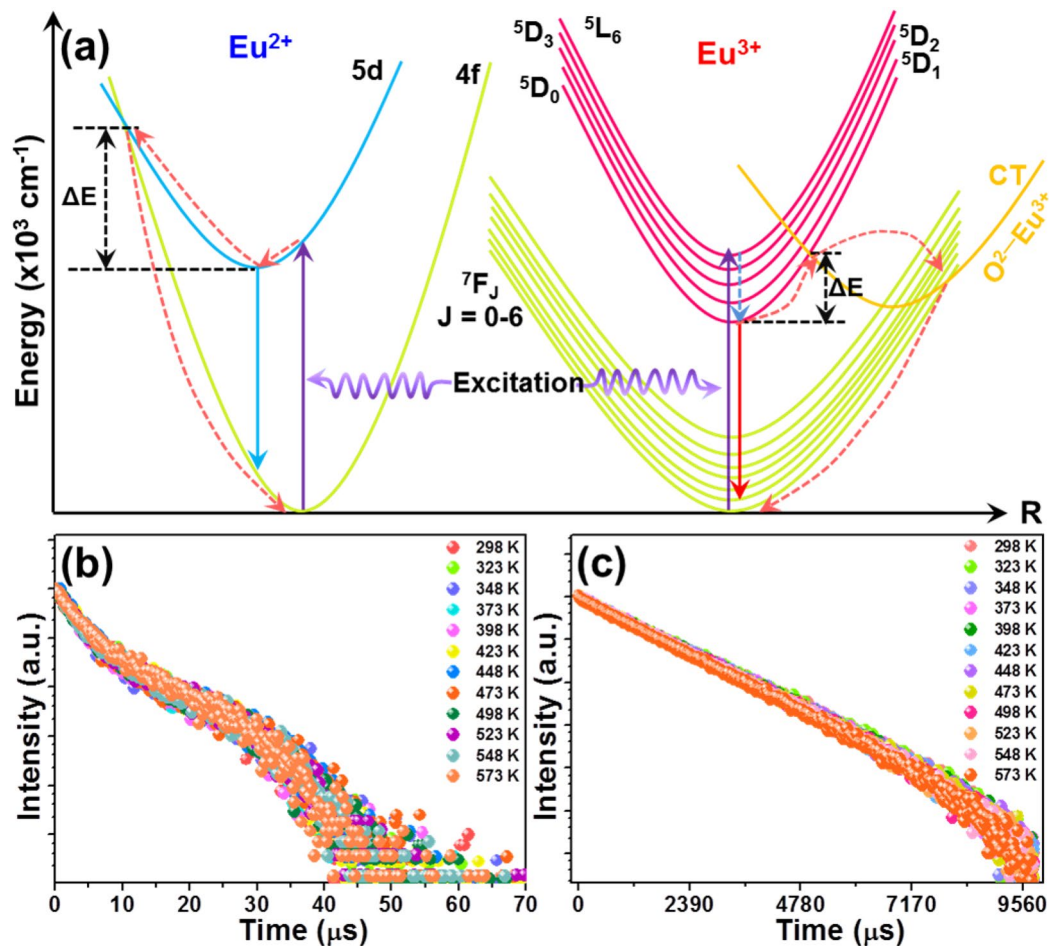 (a)
Eu²⁺
5d
4f
ΔE
Energy (x10³ cm⁻¹)
⁵D₃
⁵L₆
⁵D₀
Eu³⁺
⁵D₂
⁵D₁
CT
O²⁻–Eu³⁺
ΔE
⁷F_J
J = 0-6
Excitation
R
(b)
298 K
323 K
348 K
373 K
398 K
423 K
448 K
473 K
498 K
523 K
548 K
573 K
Intensity (a.u.)
0 10 20 30 40 50 60 70
Time (μs)
(c)
298 K
323 K
348 K
373 K
398 K
423 K
448 K
473 K
498 K
523 K
548 K
573 K
Intensity (a.u.)
0 2390 4780 7170 9560
Time (μs)